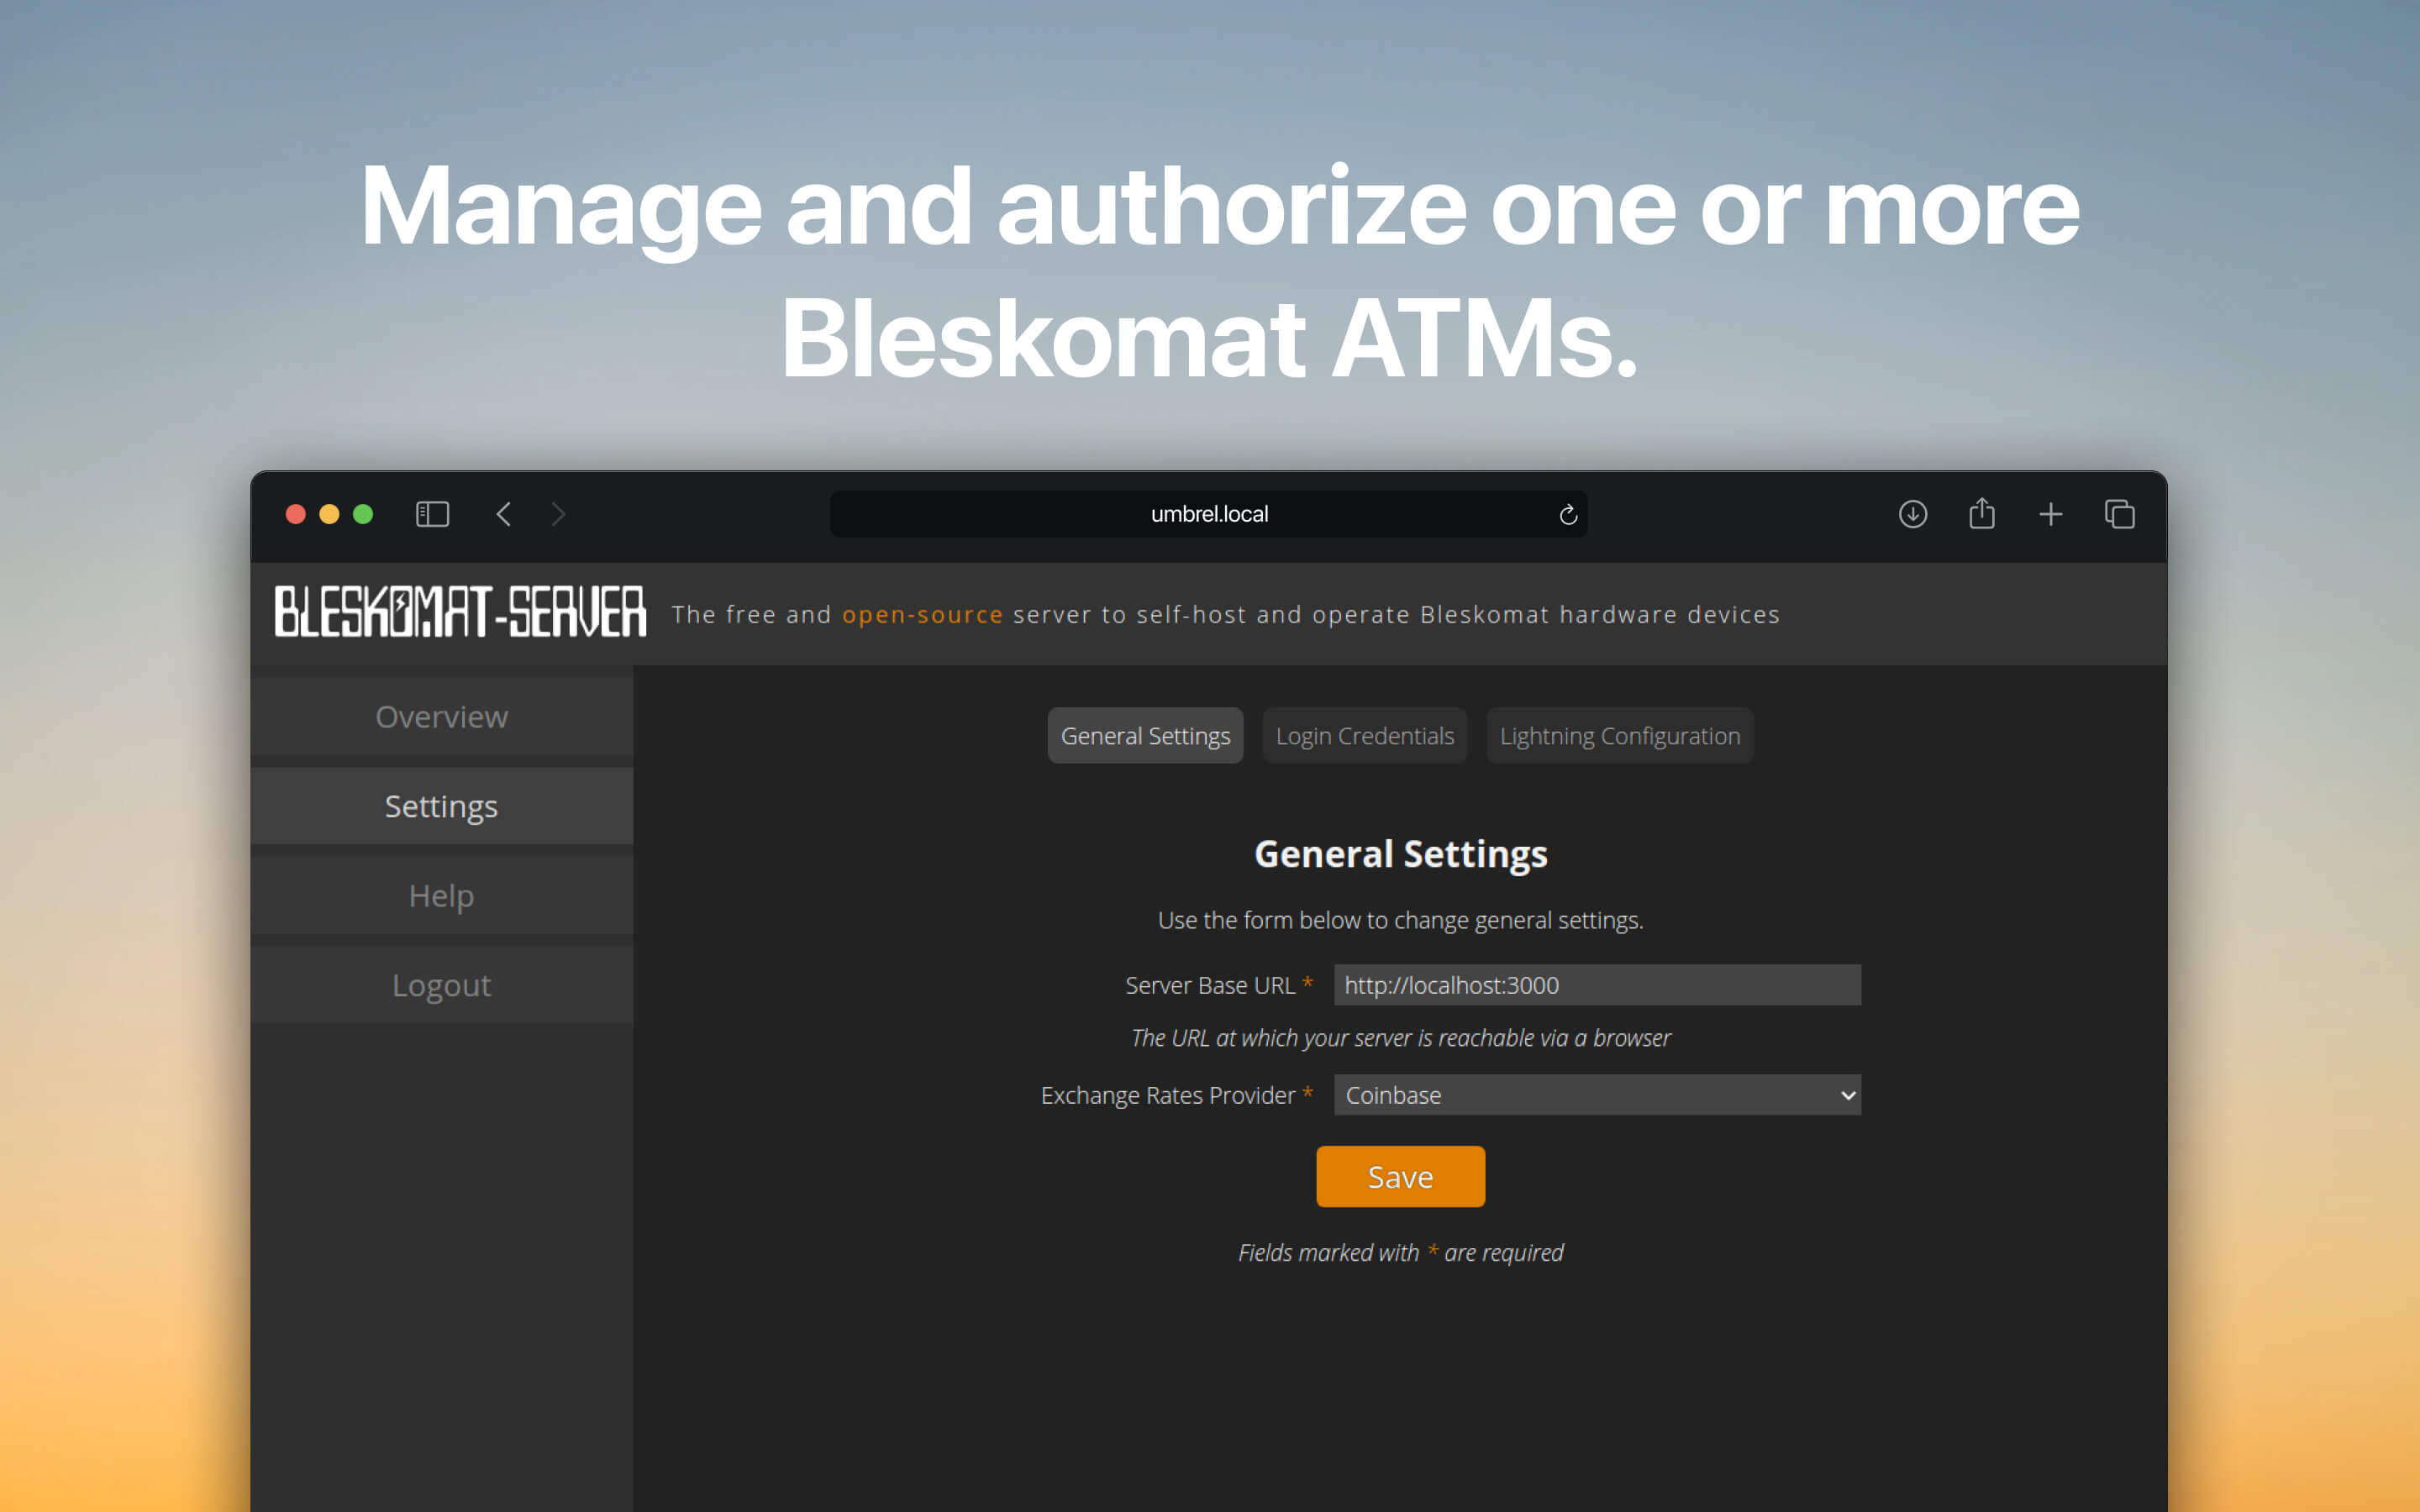 Manage and authorize one or more
Bleskomat ATMs.
umbrel.local
BLESKOMAT-SERVER The free and open-source server to self-host and operate Bleskomat hardware devices
Overview
Settings
Help
Logout
General Settings Login Credentials Lightning Configuration
General Settings
Use the form below to change general settings.
Server Base URL * http://localhost:3000
The URL at which your server is reachable via a browser
Exchange Rates Provider * Coinbase
Save
Fields marked with * are required